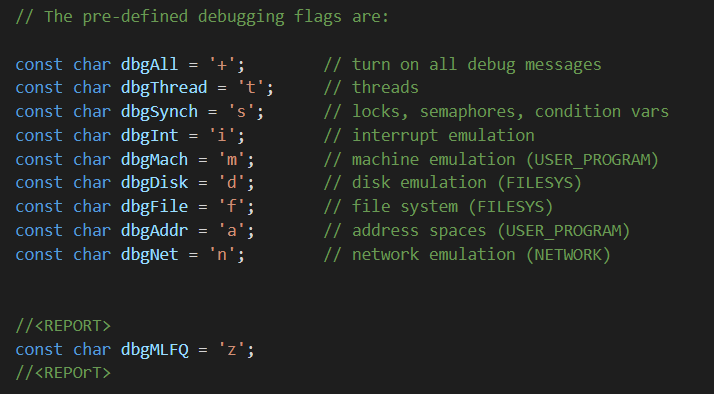 // The pre-defined debugging flags are:
const char dbgAll = '+'; // turn on all debug messages
const char dbgThread = 't'; // threads
const char dbgSynch = 's'; // locks, semaphores, condition vars
const char dbgInt = 'i'; // interrupt emulation
const char dbgMach = 'm'; // machine emulation (USER_PROGRAM)
const char dbgDisk = 'd'; // disk emulation (FILESYS)
const char dbgFile = 'f'; // file system (FILESYS)
const char dbgAddr = 'a'; // address spaces (USER_PROGRAM)
const char dbgNet = 'n'; // network emulation (NETWORK)
//<REPORT>
const char dbgMLFQ = 'z';
//<REPOrT>